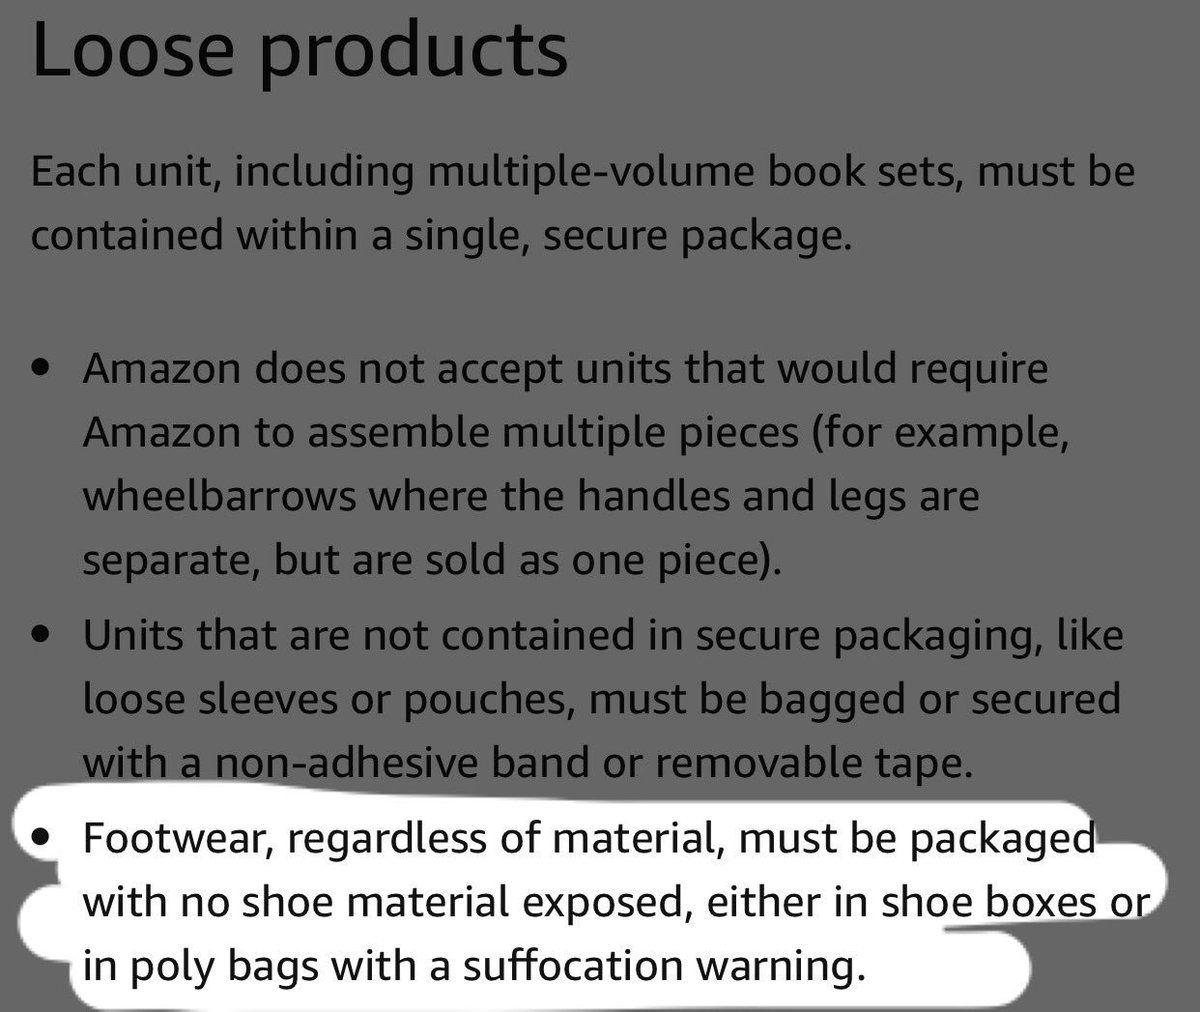 Loose products
Each unit, including multiple-volume book sets, must be
contained within a single, secure package.
• Amazon does not accept units that would require
Amazon to assemble multiple pieces (for example,
wheelbarrows where the handles and legs are
separate, but are sold as one piece).
• Units that are not contained in secure packaging, like
loose sleeves or pouches, must be bagged or secured
with a non-adhesive band or removable tape.
• Footwear, regardless of material, must be packaged
with no shoe material exposed, either in shoe boxes or
in poly bags with a suffocation warning.